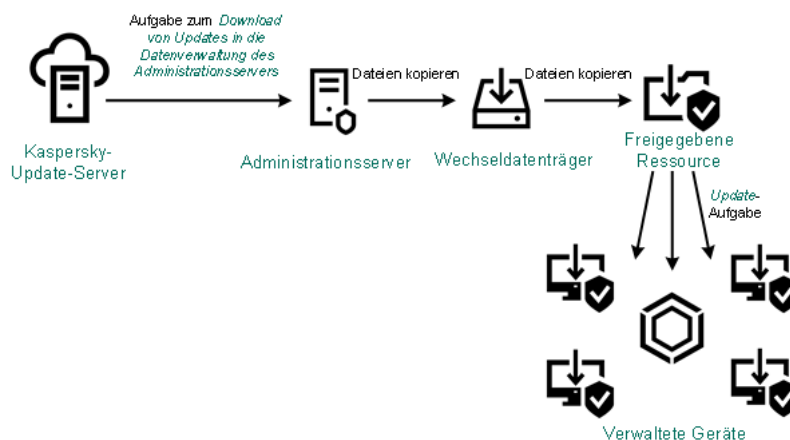 Aufgabe zum Download
von Updates in die
Datenverwaltung des
Administrationsservers
Dateien kopieren
Dateien kopieren
Kaspersky-
Update-Server
Administrationsserver
Wechseldatenträger
Freigegebene
Ressource
Update-
Aufgabe
Verwaltete Geräte